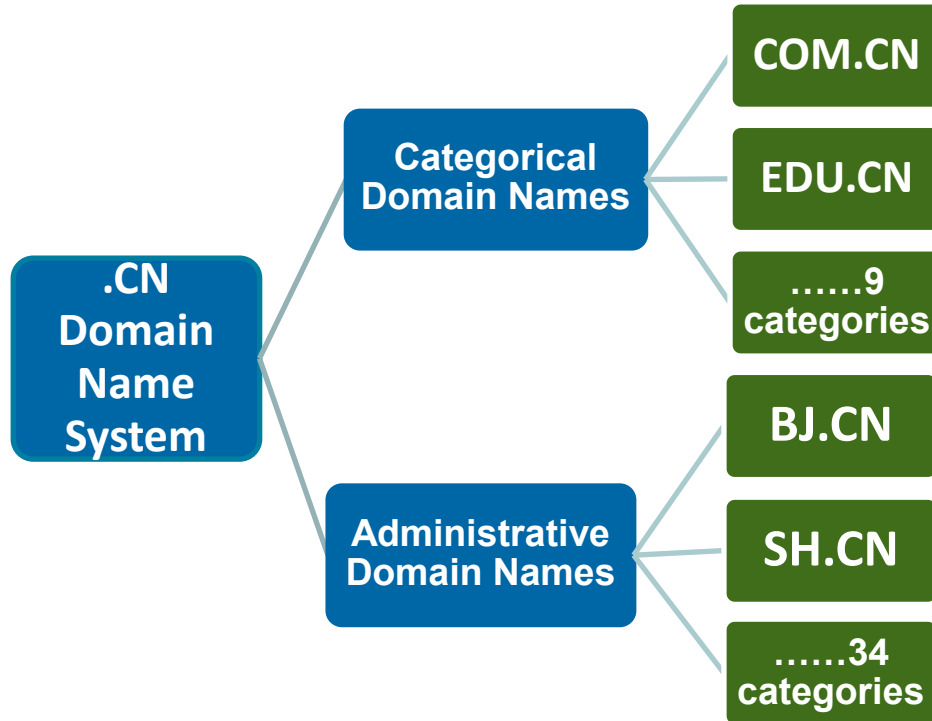 .CN
Domain
Name
System
Categorical
Domain Names
COM.CN
EDU.CN
……9
categories
Administrative
Domain Names
BJ.CN
SH.CN
……34
categories